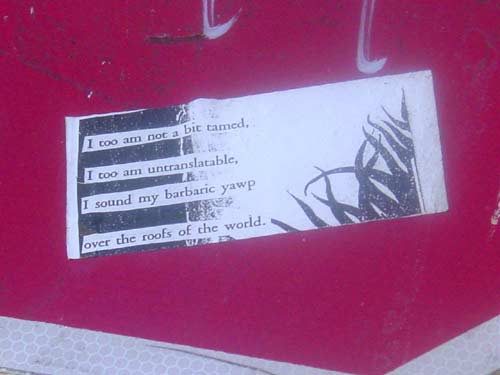 I too am not a bit tamed,
I too am untranslatable,
I sound my barbaric yawp
over the roofs of the world.